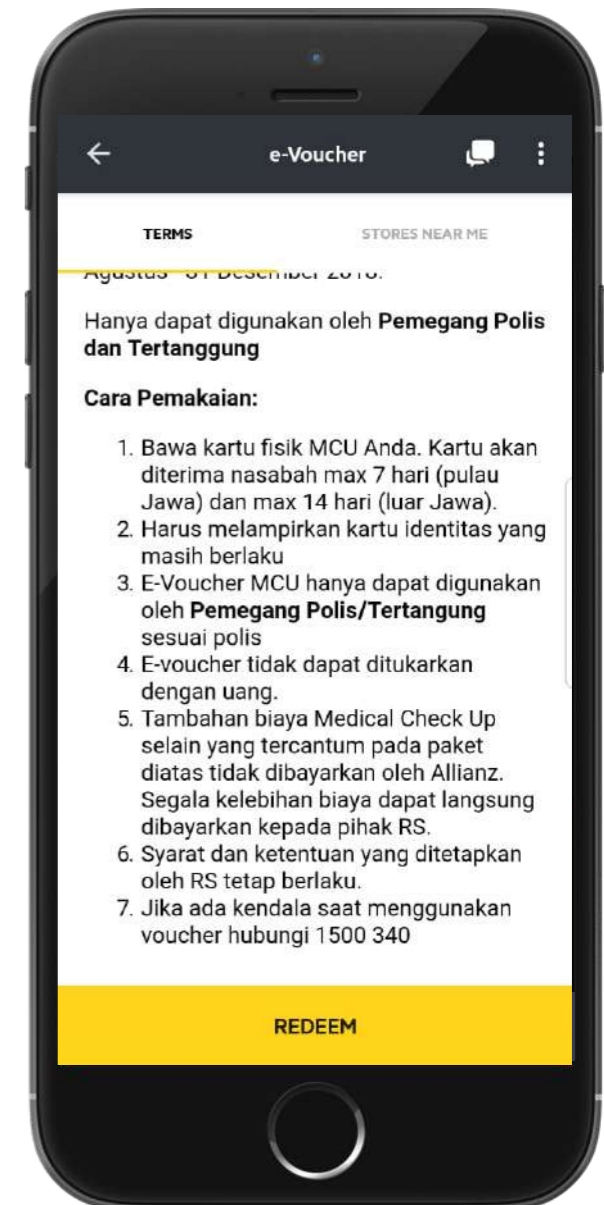 e-Voucher
TERMS
STORES NEAR ME
Agustus - 31 Desember 2018.
Hanya dapat digunakan oleh Pemegang Polis
dan Tertanggung
Cara Pemakaian:
1. Bawa kartu fisik MCU Anda. Kartu akan
diterima nasabah max 7 hari (pulau
Jawa) dan max 14 hari (luar Jawa).
2. Harus melampirkan kartu identitas yang
masih berlaku
3. E-Voucher MCU hanya dapat digunakan
oleh Pemegang Polis/Tertangung
sesuai polis
4. E-voucher tidak dapat ditukarkan
dengan uang.
5. Tambahan biaya Medical Check Up
selain yang tercantum pada paket
diatas tidak dibayarkan oleh Allianz.
Segala kelebihan biaya dapat langsung
dibayarkan kepada pihak RS.
6. Syarat dan ketentuan yang ditetapkan
oleh RS tetap berlaku.
7. Jika ada kendala saat menggunakan
voucher hubungi 1500 340
REDEEM